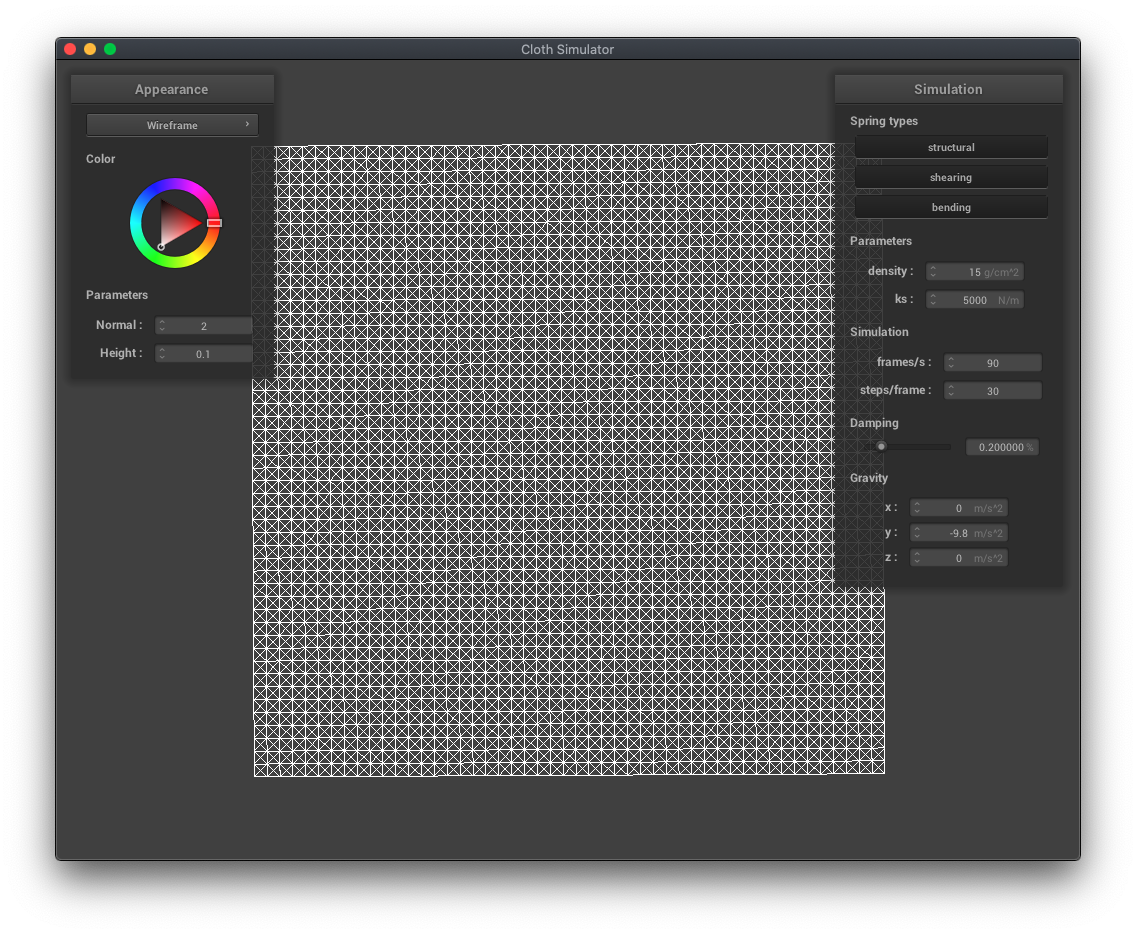 Cloth Simulator
Appearance
Wireframe
Color
Parameters
Normal : 2
Height : 0.1
Simulation
Spring types
structural
shearing
bending
Parameters
density : 15 g/cm^2
ks : 5000 N/m
Simulation
frames/s : 90
steps/frame : 30
Damping
0.200000 %
Gravity
x : 0 m/s^2
y : -9.8 m/s^2
z : 0 m/s^2